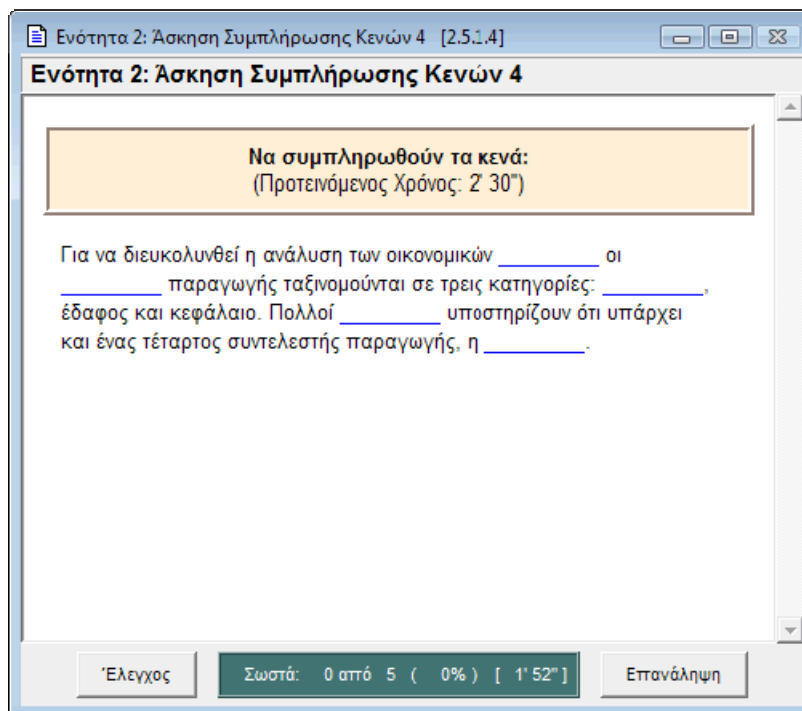 Ενότητα 2: Άσκηση Συμπλήρωσης Κενών 4 [2.5.1.4]
Ενότητα 2: Άσκηση Συμπλήρωσης Κενών 4
Να συμπληρωθούν τα κενά:
(Προτεινόμενος Χρόνος: 2' 30'')
Για να διευκολυνθεί η ανάλυση των οικονομικών _________ οι
_________ παραγωγής ταξινομούνται σε τρεις κατηγορίες: _________,
έδαφος και κεφάλαιο. Πολλοί _________ υποστηρίζουν ότι υπάρχει
και ένας τέταρτος συντελεστής παραγωγής, η _________.
Έλεγχος
Σωστά: 0 από 5 ( 0% ) [ 1' 52'' ]
Επανάληψη